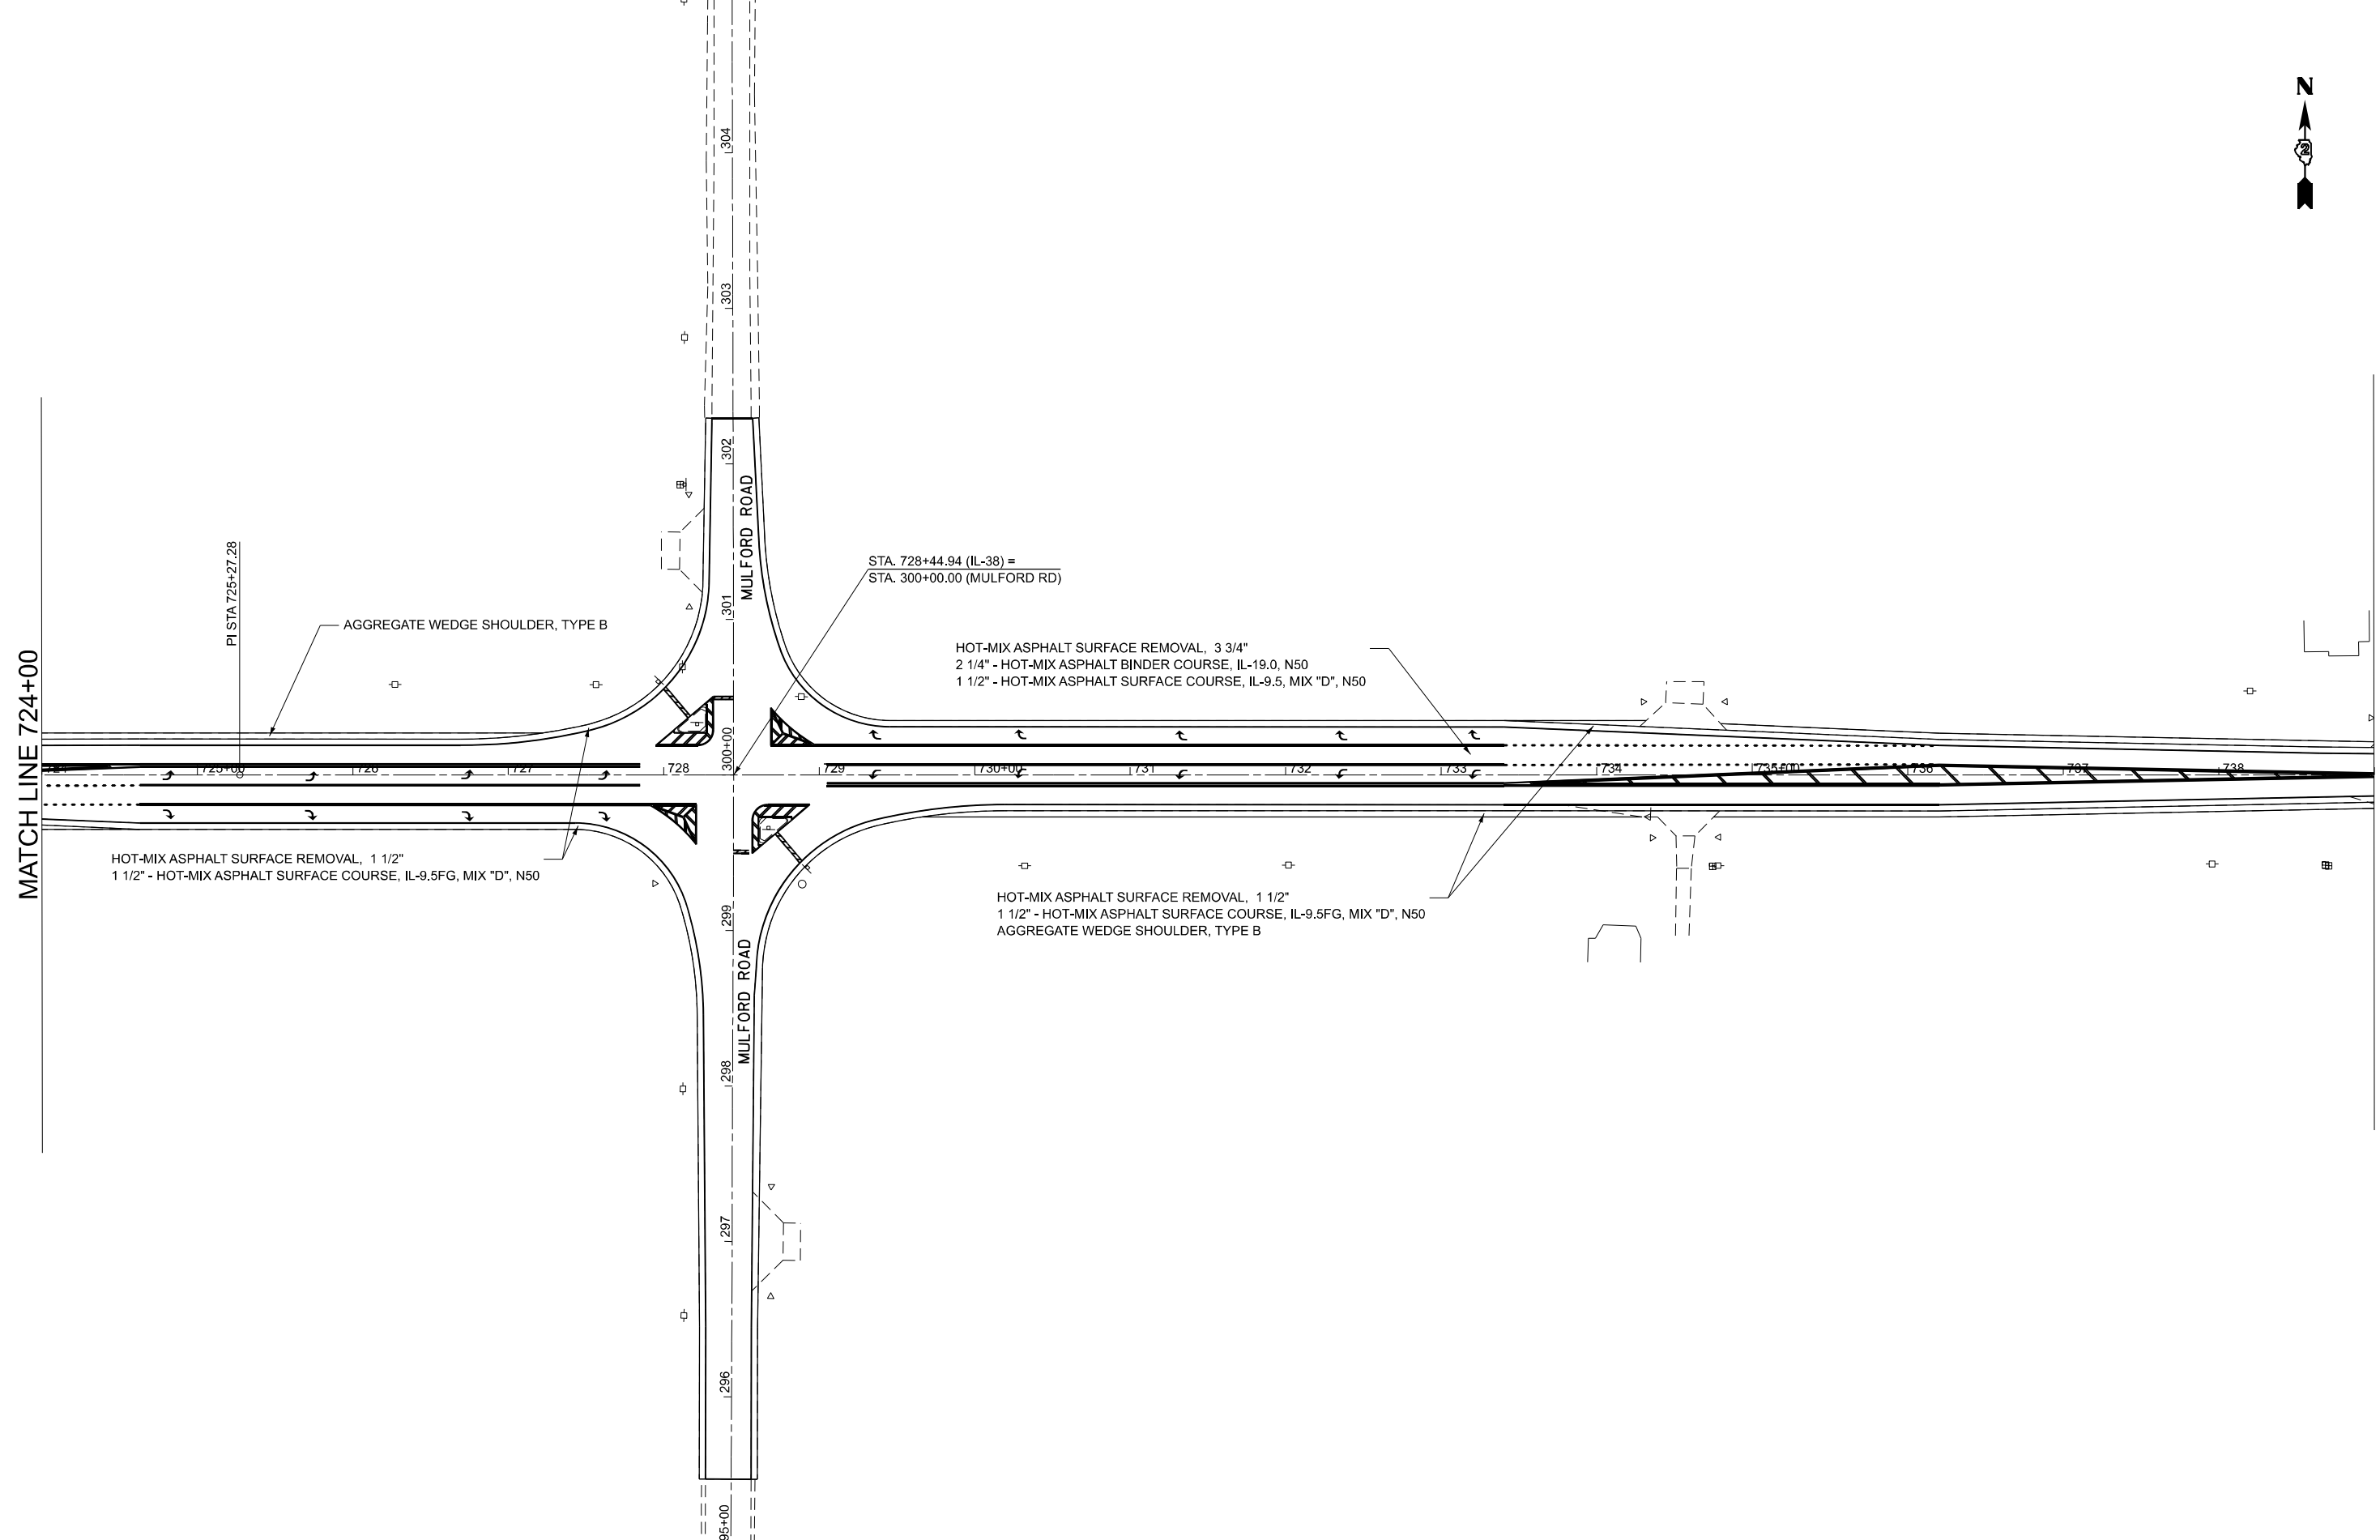 N
2
304
303
302
301
300+00
299
298
297
296
95+00
MULFORD ROAD
MULFORD ROAD
MATCH LINE 724+00
PI STA 725+27.28
AGGREGATE WEDGE SHOULDER, TYPE B
STA. 728+44.94 (IL-38) =
STA. 300+00.00 (MULFORD RD)
HOT-MIX ASPHALT SURFACE REMOVAL, 3 3/4"
2 1/4" - HOT-MIX ASPHALT BINDER COURSE, IL-19.0, N50
1 1/2" - HOT-MIX ASPHALT SURFACE COURSE, IL-9.5, MIX "D", N50
724 725+00 726 727 728 729 730+00 731 732 733 734 735+00 736 737 738
HOT-MIX ASPHALT SURFACE REMOVAL, 1 1/2"
1 1/2" - HOT-MIX ASPHALT SURFACE COURSE, IL-9.5FG, MIX "D", N50
HOT-MIX ASPHALT SURFACE REMOVAL, 1 1/2"
1 1/2" - HOT-MIX ASPHALT SURFACE COURSE, IL-9.5FG, MIX "D", N50
AGGREGATE WEDGE SHOULDER, TYPE B